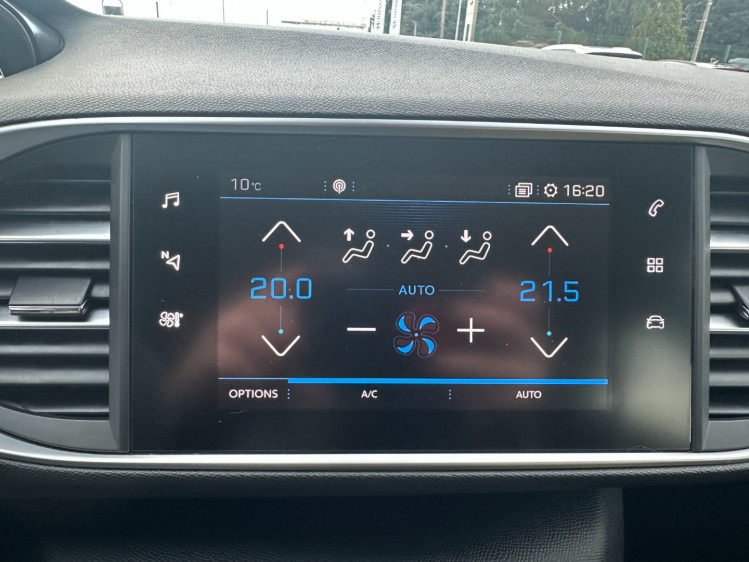 10°C 16:20
N
20.0 AUTO 21.5
OPTIONS A/C AUTO